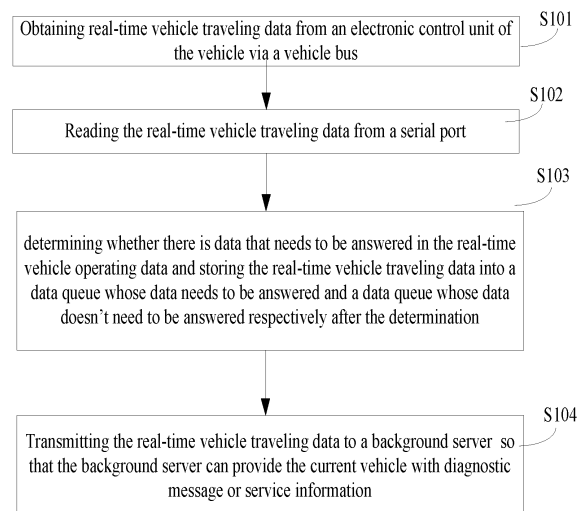 S101
Obtaining real-time vehicle traveling data from an electronic control unit of
the vehicle via a vehicle bus
S102
Reading the real-time vehicle traveling data from a serial port
S103
determining whether there is data that needs to be answered in the real-time
vehicle operating data and storing the real-time vehicle traveling data into a
data queue whose data needs to be answered and a data queue whose data
doesn't need to be answered respectively after the determination
S104
Transmitting the real-time vehicle traveling data to a background server so
that the background server can provide the current vehicle with diagnostic
message or service information